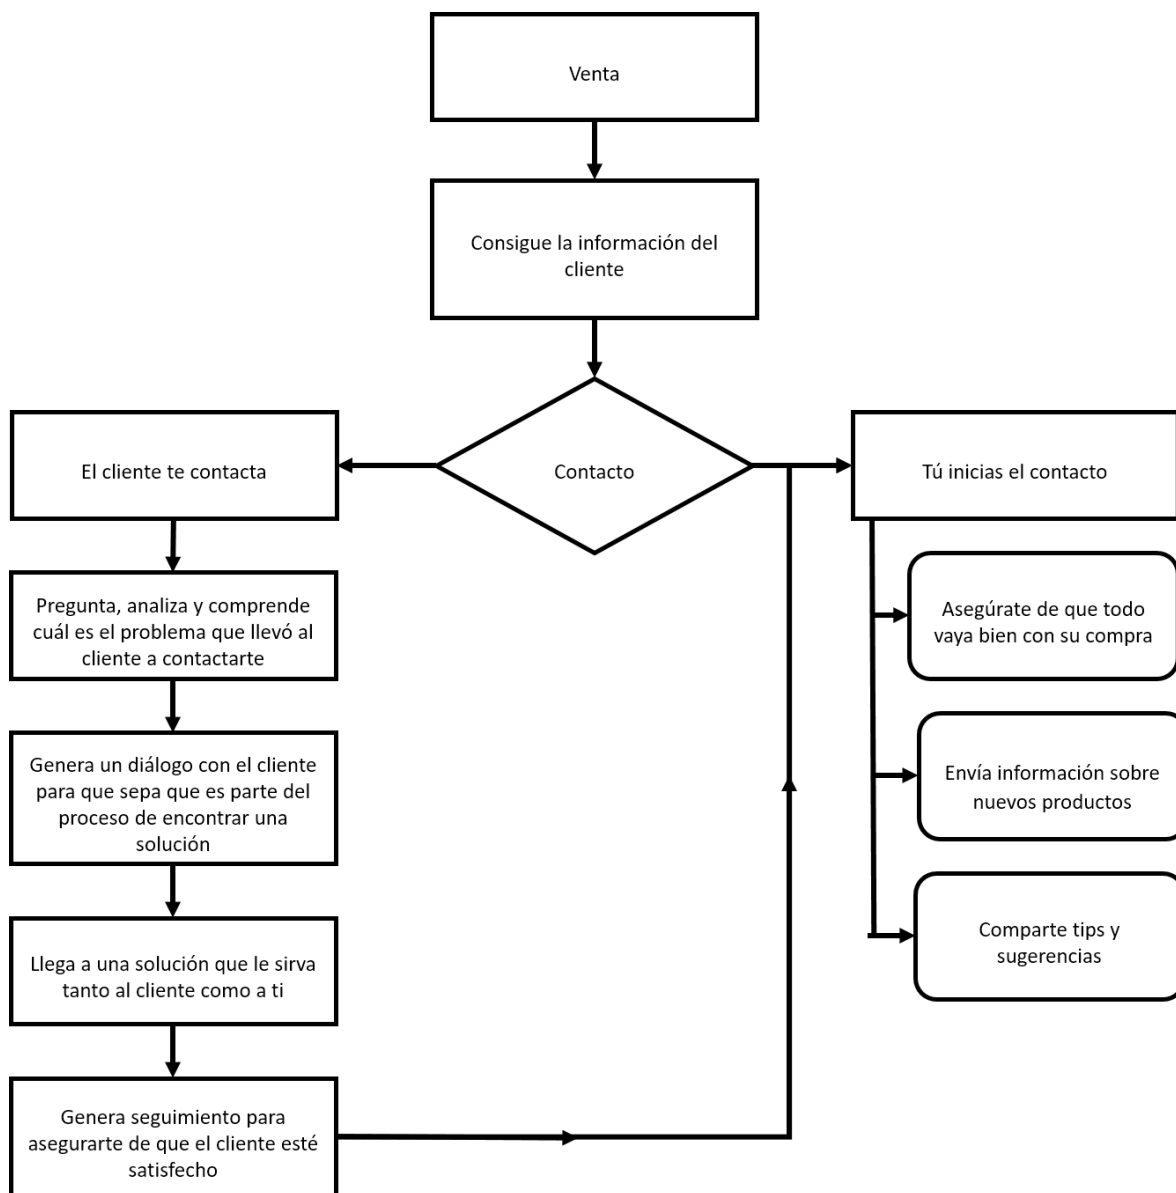 Venta
Consigue la información del
cliente
Contacto
El cliente te contacta
Pregunta, analiza y comprende
cuál es el problema que llevó al
cliente a contactarte
Genera un diálogo con el cliente
para que sepa que es parte del
proceso de encontrar una
solución
Llega a una solución que le sirva
tanto al cliente como a ti
Genera seguimiento para
asegurarte de que el cliente esté
satisfecho
Tú inicias el contacto
Asegúrate de que todo
vaya bien con su compra
Envía información sobre
nuevos productos
Comparte tips y
sugerencias